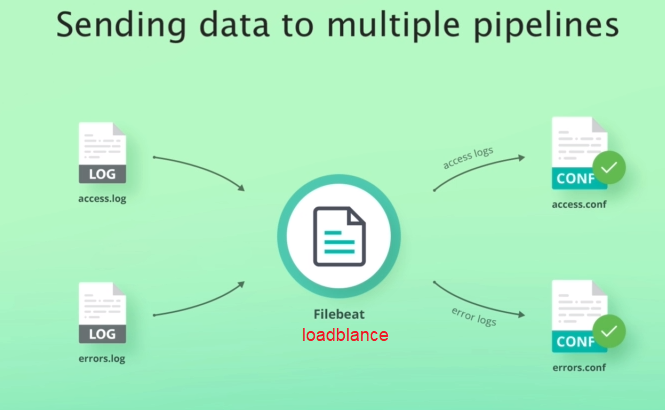 Sending data to multiple pipelines
LOG
access.log
access logs
CONF
access.conf
Filebeat
loadblance
LOG
errors.log
error logs
CONF
errors.conf